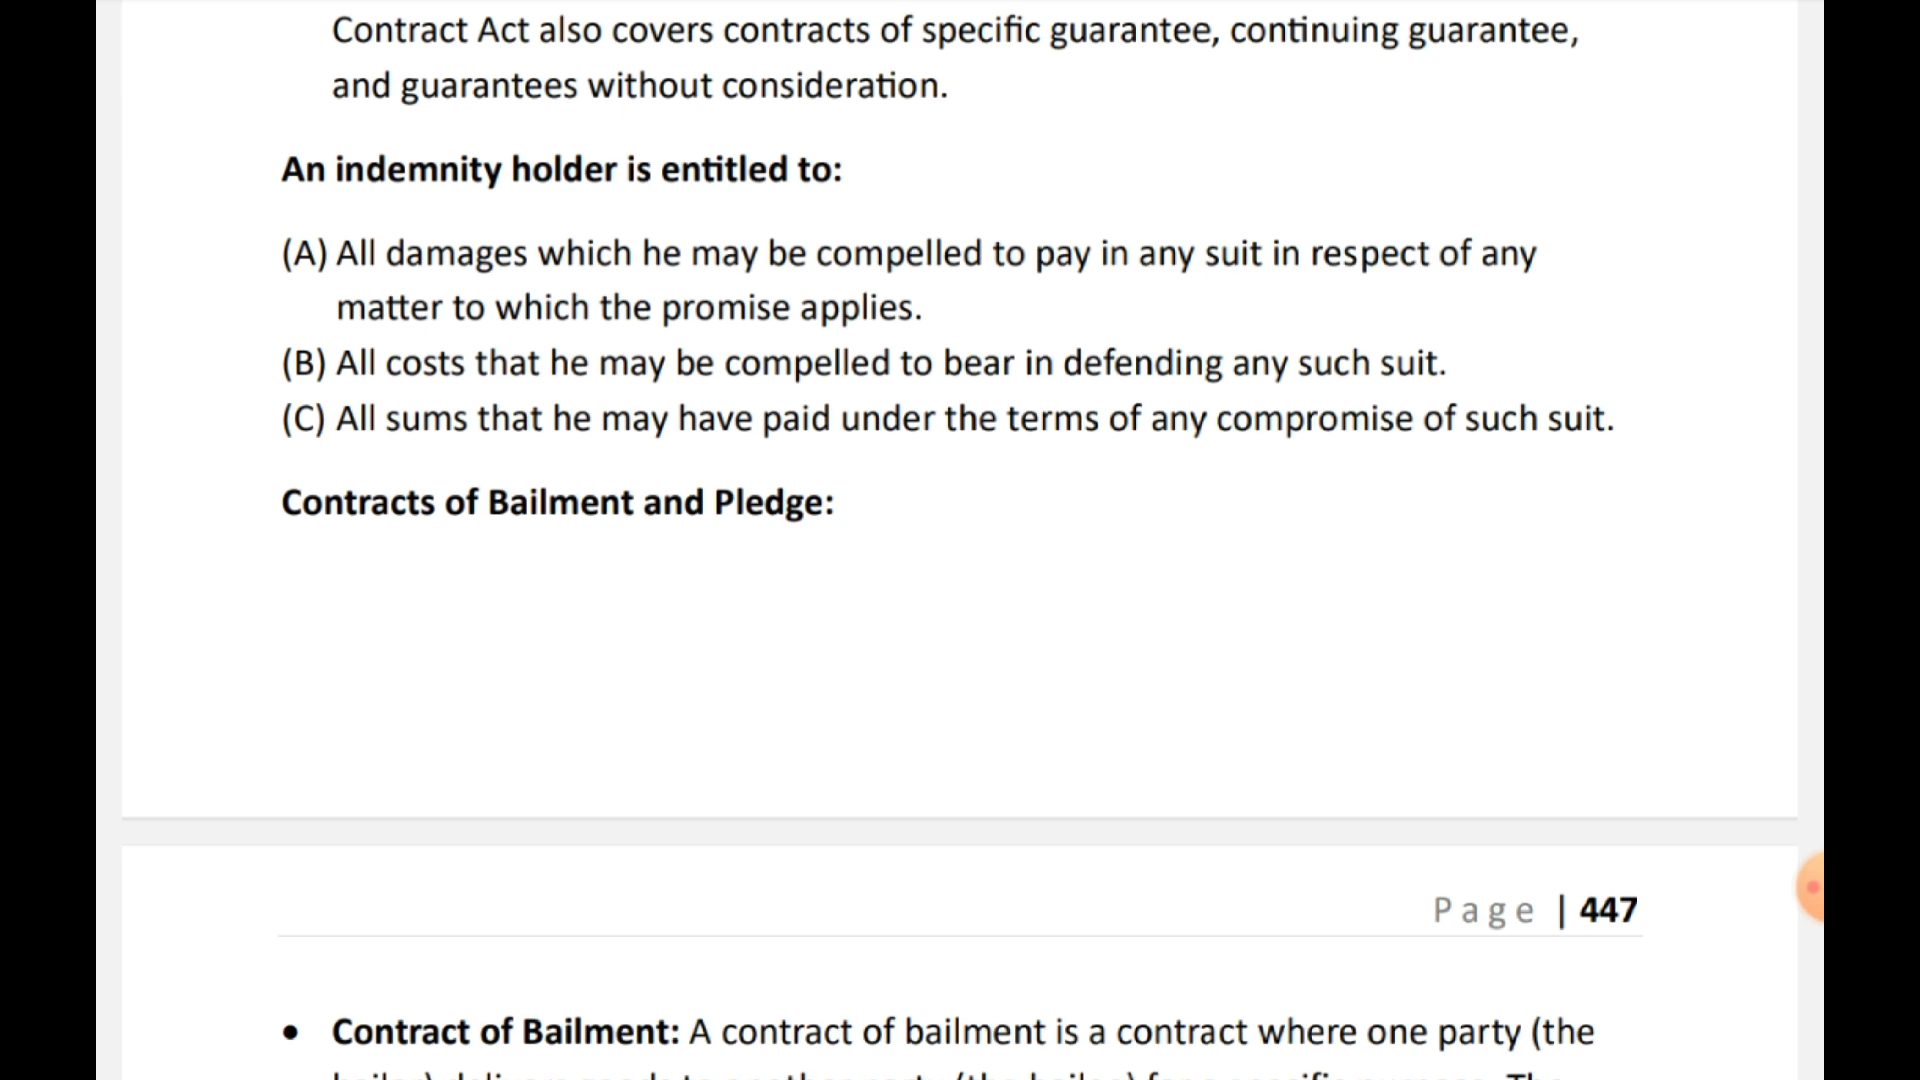 Contract Act also covers contracts of specific guarantee, continuing guarantee,
and guarantees without consideration.
An indemnity holder is entitled to:
(A) All damages which he may be compelled to pay in any suit in respect of any
matter to which the promise applies.
(B) All costs that he may be compelled to bear in defending any such suit.
(C) All sums that he may have paid under the terms of any compromise of such suit.
Contracts of Bailment and Pledge:
Page | 447
• Contract of Bailment: A contract of bailment is a contract where one party (the